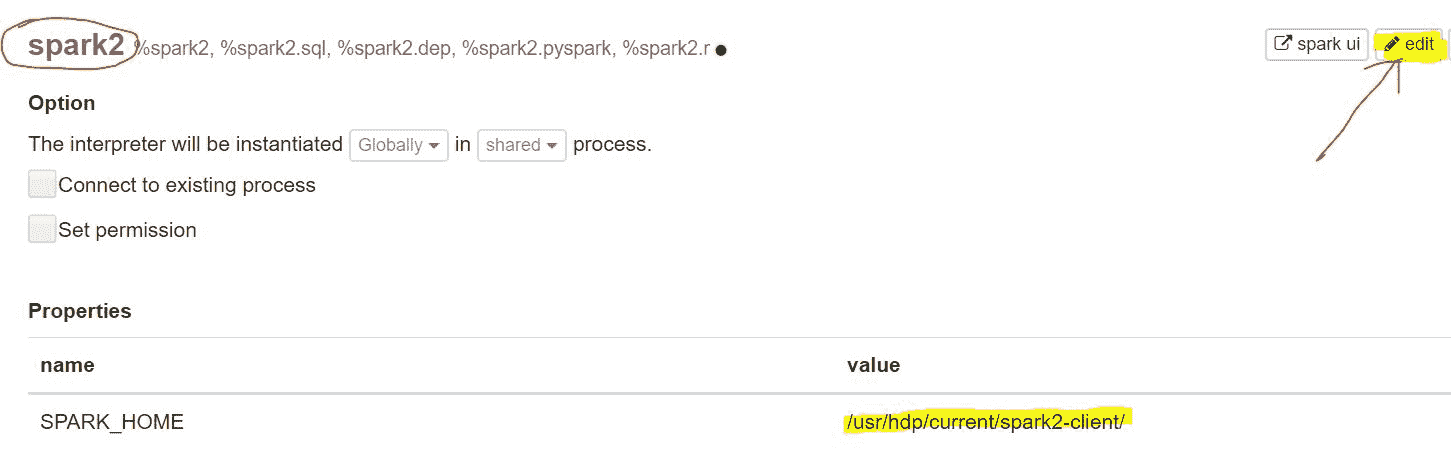 spark2 %spark2, %spark2.sql, %spark2.dep, %spark2.pyspark, %spark2.r spark ui edit
Option
The interpreter will be instantiated Globally in shared process.
Connect to existing process
Set permission
Properties
name value
SPARK_HOME /usr/hdp/current/spark2-client/